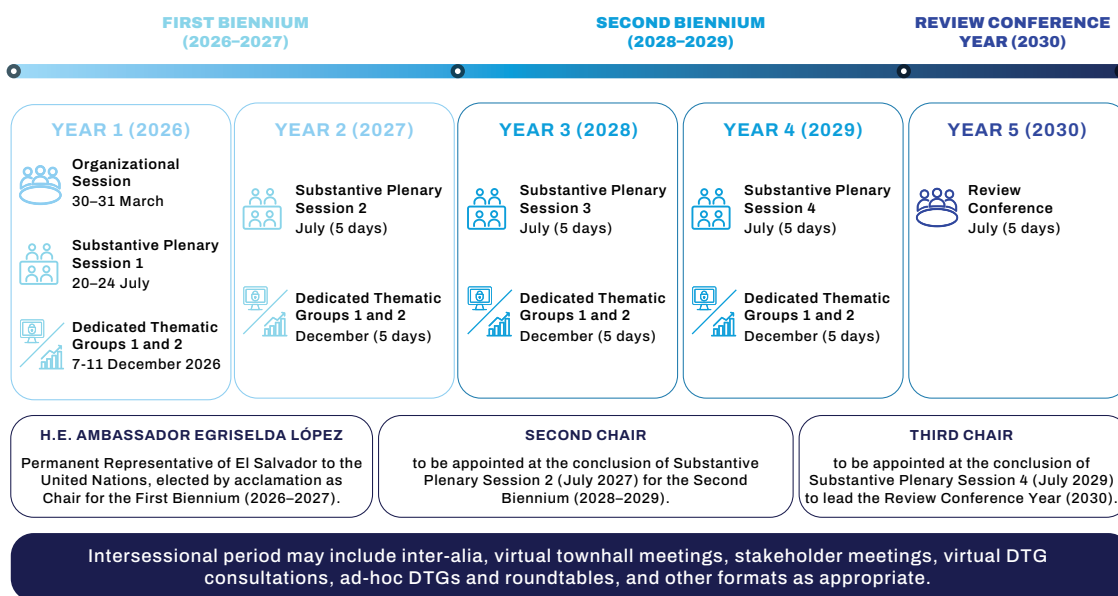 FIRST BIENNIUM
(2026–2027)
SECOND BIENNIUM
(2028–2029)
REVIEW CONFERENCE
YEAR (2030)
YEAR 1 (2026)
Organizational
Session
30–31 March
Substantive Plenary
Session 1
20–24 July
Dedicated Thematic
Groups 1 and 2
7-11 December 2026
YEAR 2 (2027)
Substantive Plenary
Session 2
July (5 days)
Dedicated Thematic
Groups 1 and 2
December (5 days)
YEAR 3 (2028)
Substantive Plenary
Session 3
July (5 days)
Dedicated Thematic
Groups 1 and 2
December (5 days)
YEAR 4 (2029)
Substantive Plenary
Session 4
July (5 days)
Dedicated Thematic
Groups 1 and 2
December (5 days)
YEAR 5 (2030)
Review
Conference
July (5 days)
H.E. AMBASSADOR EGRISELDA LÓPEZ
Permanent Representative of El Salvador to the
United Nations, elected by acclamation as
Chair for the First Biennium (2026–2027).
SECOND CHAIR
to be appointed at the conclusion of Substantive
Plenary Session 2 (July 2027) for the Second
Biennium (2028–2029).
THIRD CHAIR
to be appointed at the conclusion of
Substantive Plenary Session 4 (July 2029)
to lead the Review Conference Year (2030).
Intersessional period may include inter-alia, virtual townhall meetings, stakeholder meetings, virtual DTG
consultations, ad-hoc DTGs and roundtables, and other formats as appropriate.